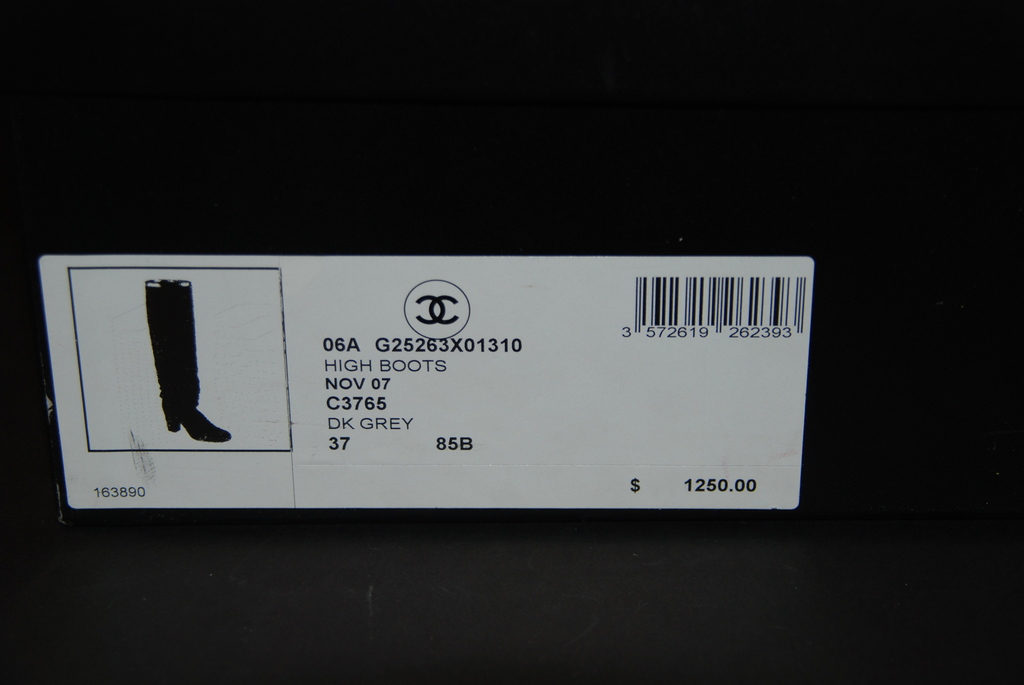 06A G25263X01310
HIGH BOOTS
NOV 07
C3765
DK GREY
37 85B
3 572619 262393
$ 1250.00
163890